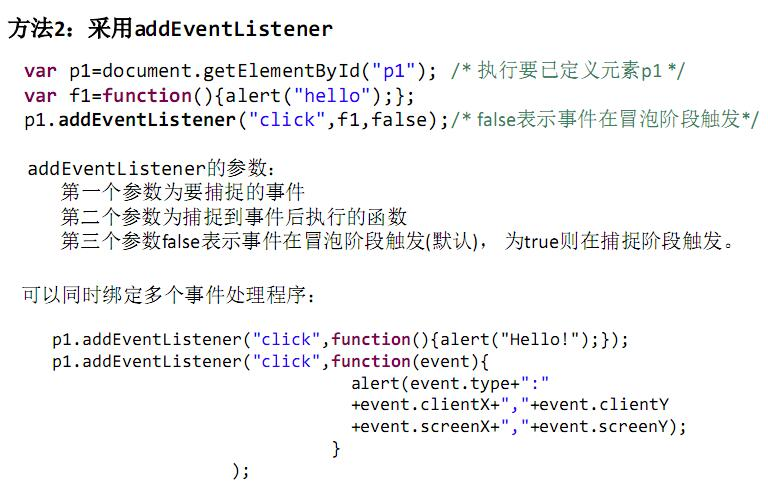 方法2：采用addEventListener
var p1=document.getElementById("p1"); /* 执行要已定义元素p1 */
var f1=function(){alert("hello");};
p1.addEventListener("click",f1,false);/* false表示事件在冒泡阶段触发*/
addEventListener的参数：
第一个参数为要捕捉的事件
第二个参数为捕捉到事件后执行的函数
第三个参数false表示事件在冒泡阶段触发(默认)， 为true则在捕捉阶段触发。
可以同时绑定多个事件处理程序：
p1.addEventListener("click",function(){alert("Hello!");});
p1.addEventListener("click",function(event){
alert(event.type+":"
+event.clientX+","+event.clientY
+event.screenX+","+event.screenY);
}
);